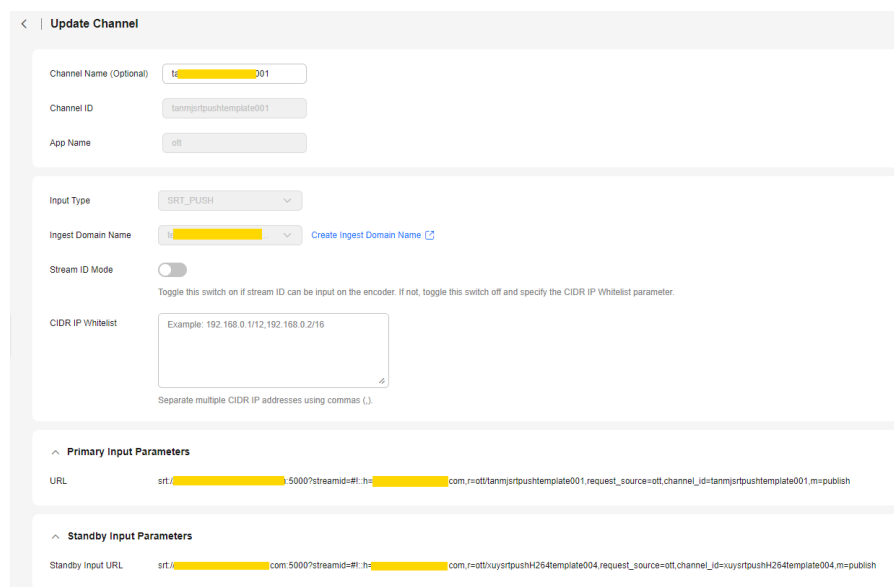 Update Channel
Channel Name (Optional) ta 001
Channel ID tanmjsrtpushtemplate001
App Name ott
Input Type SRT_PUSH
Ingest Domain Name te ... Create Ingest Domain Name
Stream ID Mode
Toggle this switch on if stream ID can be input on the encoder. If not, toggle this switch off and specify the CIDR IP Whitelist parameter.
CIDR IP Whitelist Example: 192.168.0.1/12,192.168.0.2/16
Separate multiple CIDR IP addresses using commas (,).
Primary Input Parameters
URL srt:/ :5000?streamid=#!::h= com,r=ott/tanmjsrtpushtemplate001,request_source=ott,channel_id=tanmjsrtpushtemplate001,m=publish
Standby Input Parameters
Standby Input URL srt:/ com:5000?streamid=#!::h= com,r=ott/xuysrtpushH264template004,request_source=ott,channel_id=xuysrtpushH264template004,m=publish